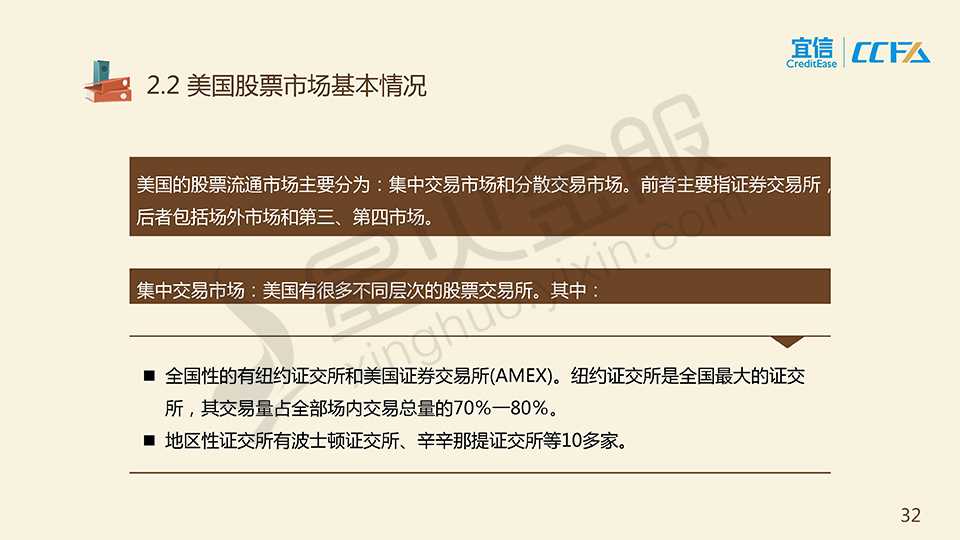 宜信
CreditEase
CCFA
2.2 美国股票市场基本情况
美国的股票流通市场主要分为：集中交易市场和分散交易市场。前者主要指证券交易所，
后者包括场外市场和第三、第四市场。
集中交易市场：美国有很多不同层次的股票交易所。其中：
■ 全国性的有纽约证交所和美国证券交易所(AMEX)。纽约证交所是全国最大的证交
所，其交易量占全部场内交易总量的70%—80%。
■ 地区性证交所有波士顿证交所、辛辛那提证交所等10多家。
星火金服
xinghuo.yixin.com
32